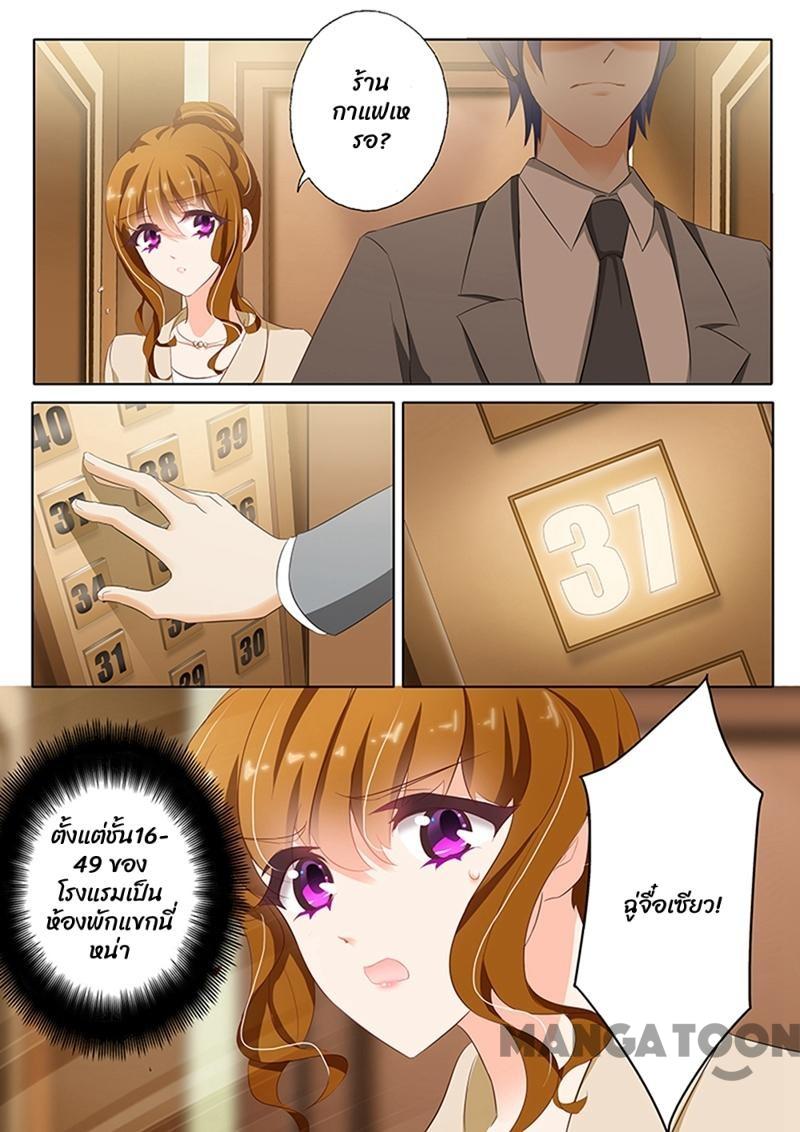 ร้าน
กาแฟเห
รอ?
40
39
38
37
36
34
32
31
30
37
ตั้งแต่ชั้น16-
49 ของ
โรงแรมเป็น
ห้องพักแขกนี่
หน่า
ฉู่จื๋อเซียว!
MANGATOON